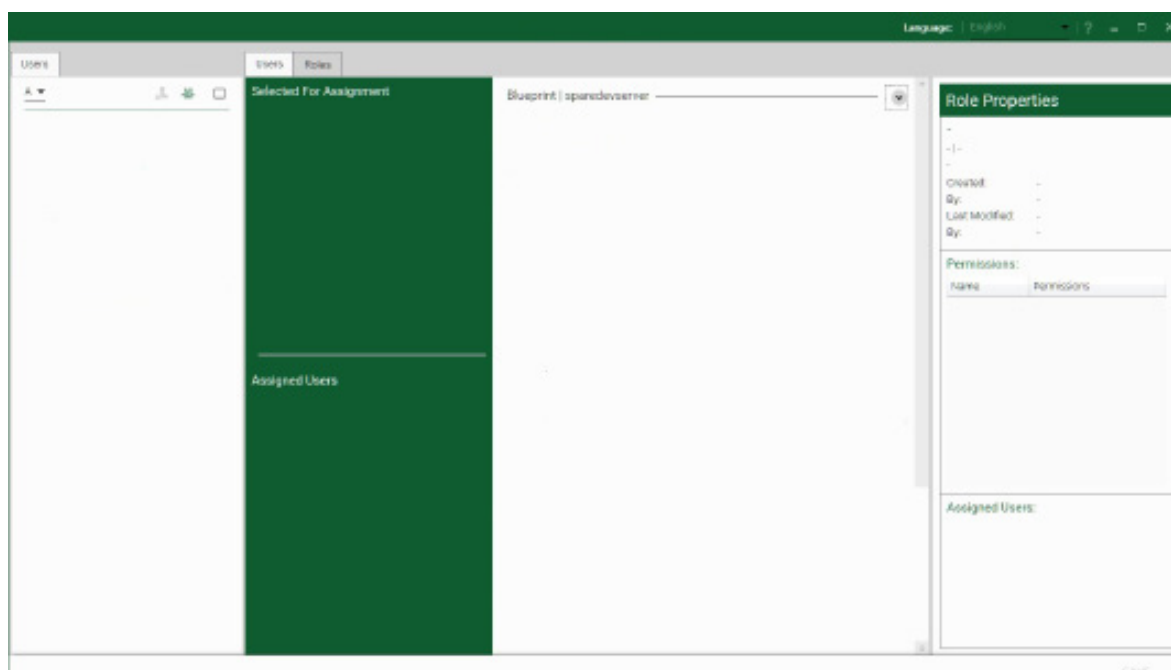 Language: | English ?
Users
Users Roles
A
Selected For Assignment
Blueprint | sparedevserver
Role Properties
-
- | -
-
Created: -
By: -
Last Modified: -
By: -
Permissions:
Name Permissions
Assigned Users
Assigned Users: